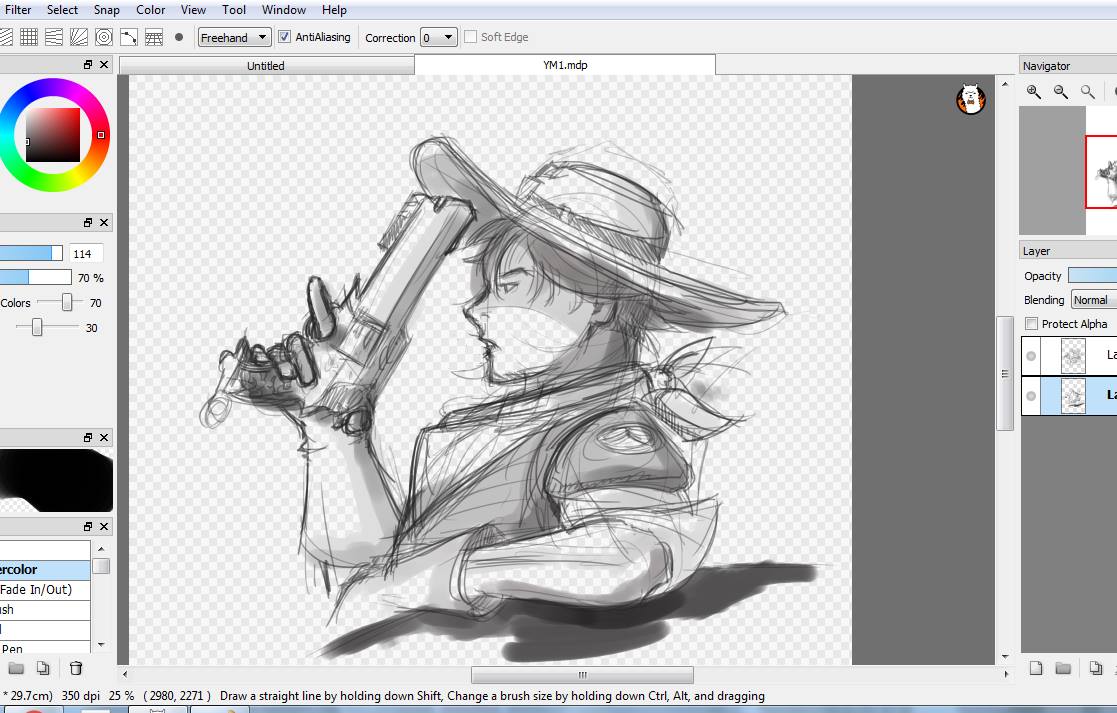 Filter Select Snap Color View Tool Window Help
Freehand AntiAliasing Correction 0 Soft Edge
Untitled YM1.mdp
Navigator
114
70 %
Colors 70
30
Layer
Opacity
Blending Normal
Protect Alpha
Fade In/Out)
Pen
* 29.7cm) 350 dpi 25 % ( 2980, 2271 ) Draw a straight line by holding down Shift, Change a brush size by holding down Ctrl, Alt, and dragging